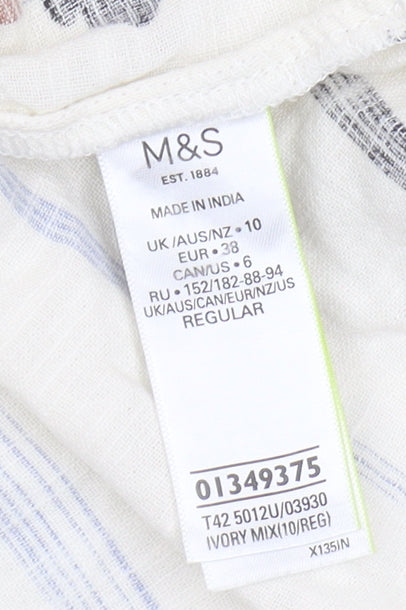 M&S
EST. 1884
MADE IN INDIA
UK/AUS/NZ • 10
EUR • 38
CAN/US • 6
RU • 152/182-88-94
UK/AUS/CAN/EUR/NZ/US
REGULAR
01349375
T42 5012U/03930
IVORY MIX(10/REG)
X135/N